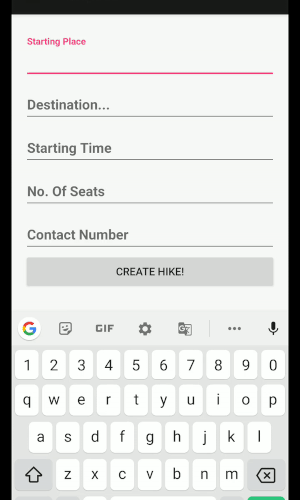 Starting Place
Destination...
Starting Time
No. Of Seats
Contact Number
CREATE HIKE!
G GIF
1 2 3 4 5 6 7 8 9 0
q w e r t y u i o p
a s d f g h j k l
z x c v b n m